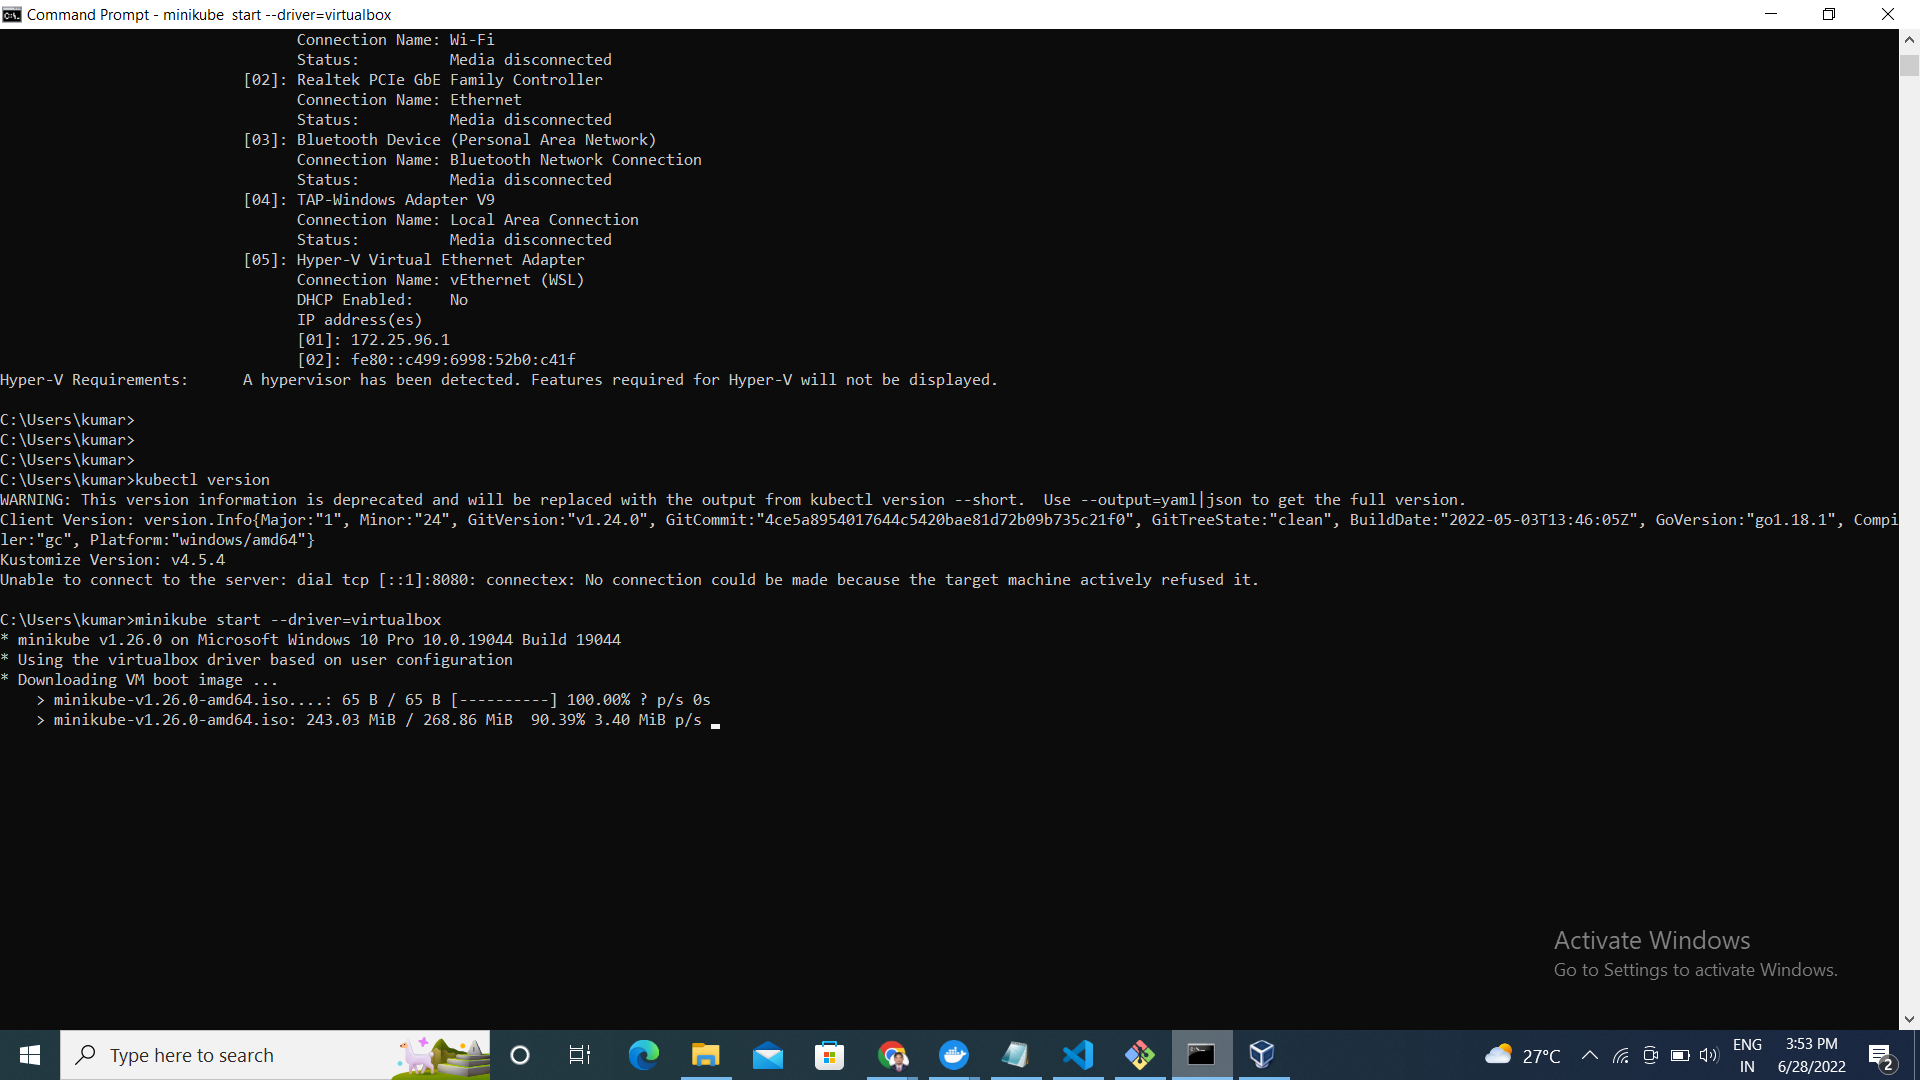 Command Prompt - minikube  start --driver=virtualbox
Connection Name: Wi-Fi
Status:          Media disconnected
[02]: Realtek PCIe GbE Family Controller
Connection Name: Ethernet
Status:          Media disconnected
[03]: Bluetooth Device (Personal Area Network)
Connection Name: Bluetooth Network Connection
Status:          Media disconnected
[04]: TAP-Windows Adapter V9
Connection Name: Local Area Connection
Status:          Media disconnected
[05]: Hyper-V Virtual Ethernet Adapter
Connection Name: vEthernet (WSL)
DHCP Enabled:    No
IP address(es)
[01]: 172.25.96.1
[02]: fe80::c499:6998:52b0:c41f
Hyper-V Requirements:      A hypervisor has been detected. Features required for Hyper-V will not be displayed.
C:\Users\kumar>
C:\Users\kumar>
C:\Users\kumar>
C:\Users\kumar>kubectl version
WARNING: This version information is deprecated and will be replaced with the output from kubectl version --short.  Use --output=yaml|json to get the full version.
Client Version: version.Info{Major:"1", Minor:"24", GitVersion:"v1.24.0", GitCommit:"4ce5a8954017644c5420bae81d72b09b735c21f0", GitTreeState:"clean", BuildDate:"2022-05-03T13:46:05Z", GoVersion:"go1.18.1", Compi
ler:"gc", Platform:"windows/amd64"}
Kustomize Version: v4.5.4
Unable to connect to the server: dial tcp [::1]:8080: connectex: No connection could be made because the target machine actively refused it.
C:\Users\kumar>minikube start --driver=virtualbox
* minikube v1.26.0 on Microsoft Windows 10 Pro 10.0.19044 Build 19044
* Using the virtualbox driver based on user configuration
* Downloading VM boot image ...
> minikube-v1.26.0-amd64.iso....: 65 B / 65 B [----------] 100.00% ? p/s 0s
> minikube-v1.26.0-amd64.iso: 243.03 MiB / 268.86 MiB  90.39% 3.40 MiB p/s
Activate Windows
Go to Settings to activate Windows.
Type here to search
27°C
ENG
IN
3:53 PM
6/28/2022
2